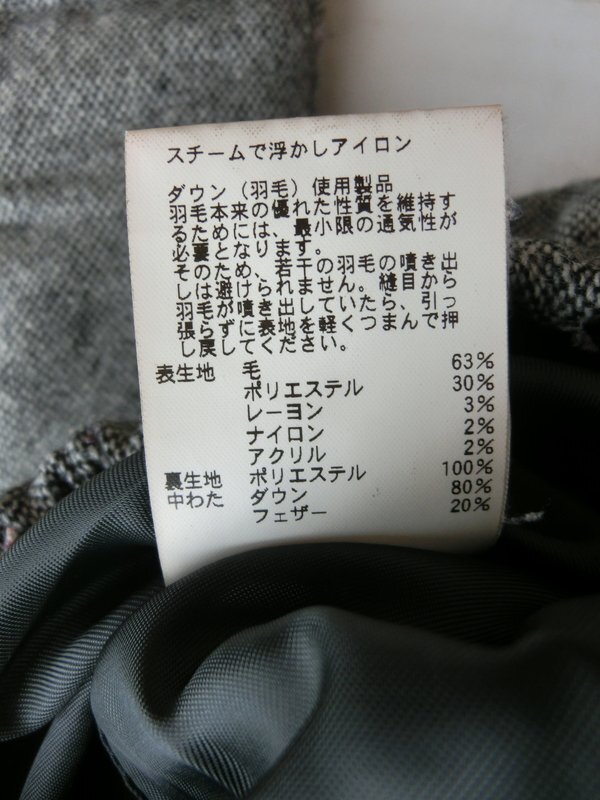 スチームで浮かしアイロン
ダウン（羽毛）使用製品
羽毛本来の優れた性質を維持す
るためには、最小限の通気性が
必要となります。
そのため、若干の羽毛の噴き出
しは避けられません。縫目から
羽毛が噴き出していたら、引っ
張らずに表地を軽くつまんで押
し戻してください。
表生地 毛 63%
ポリエステル 30%
レーヨン 3%
ナイロン 2%
アクリル 2%
裏生地 ポリエステル 100%
中わた ダウン 80%
フェザー 20%